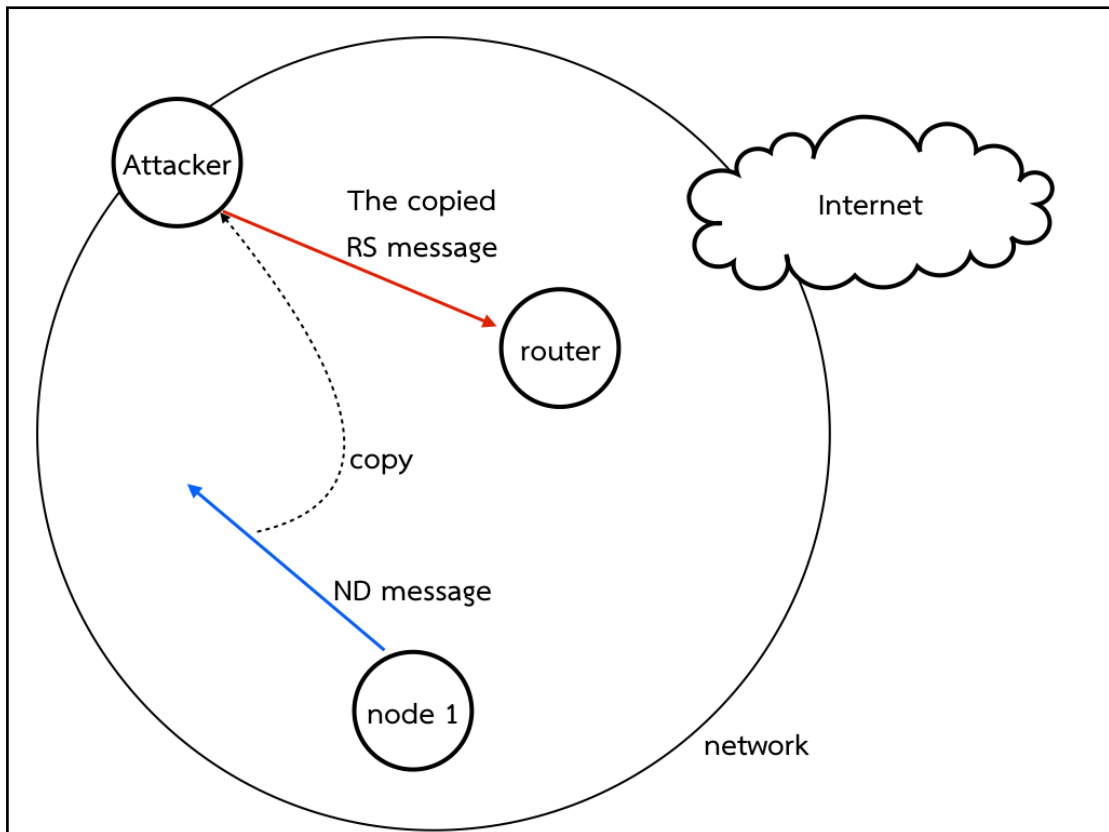 Attacker
The copied
RS message
Internet
router
copy
ND message
node 1
network